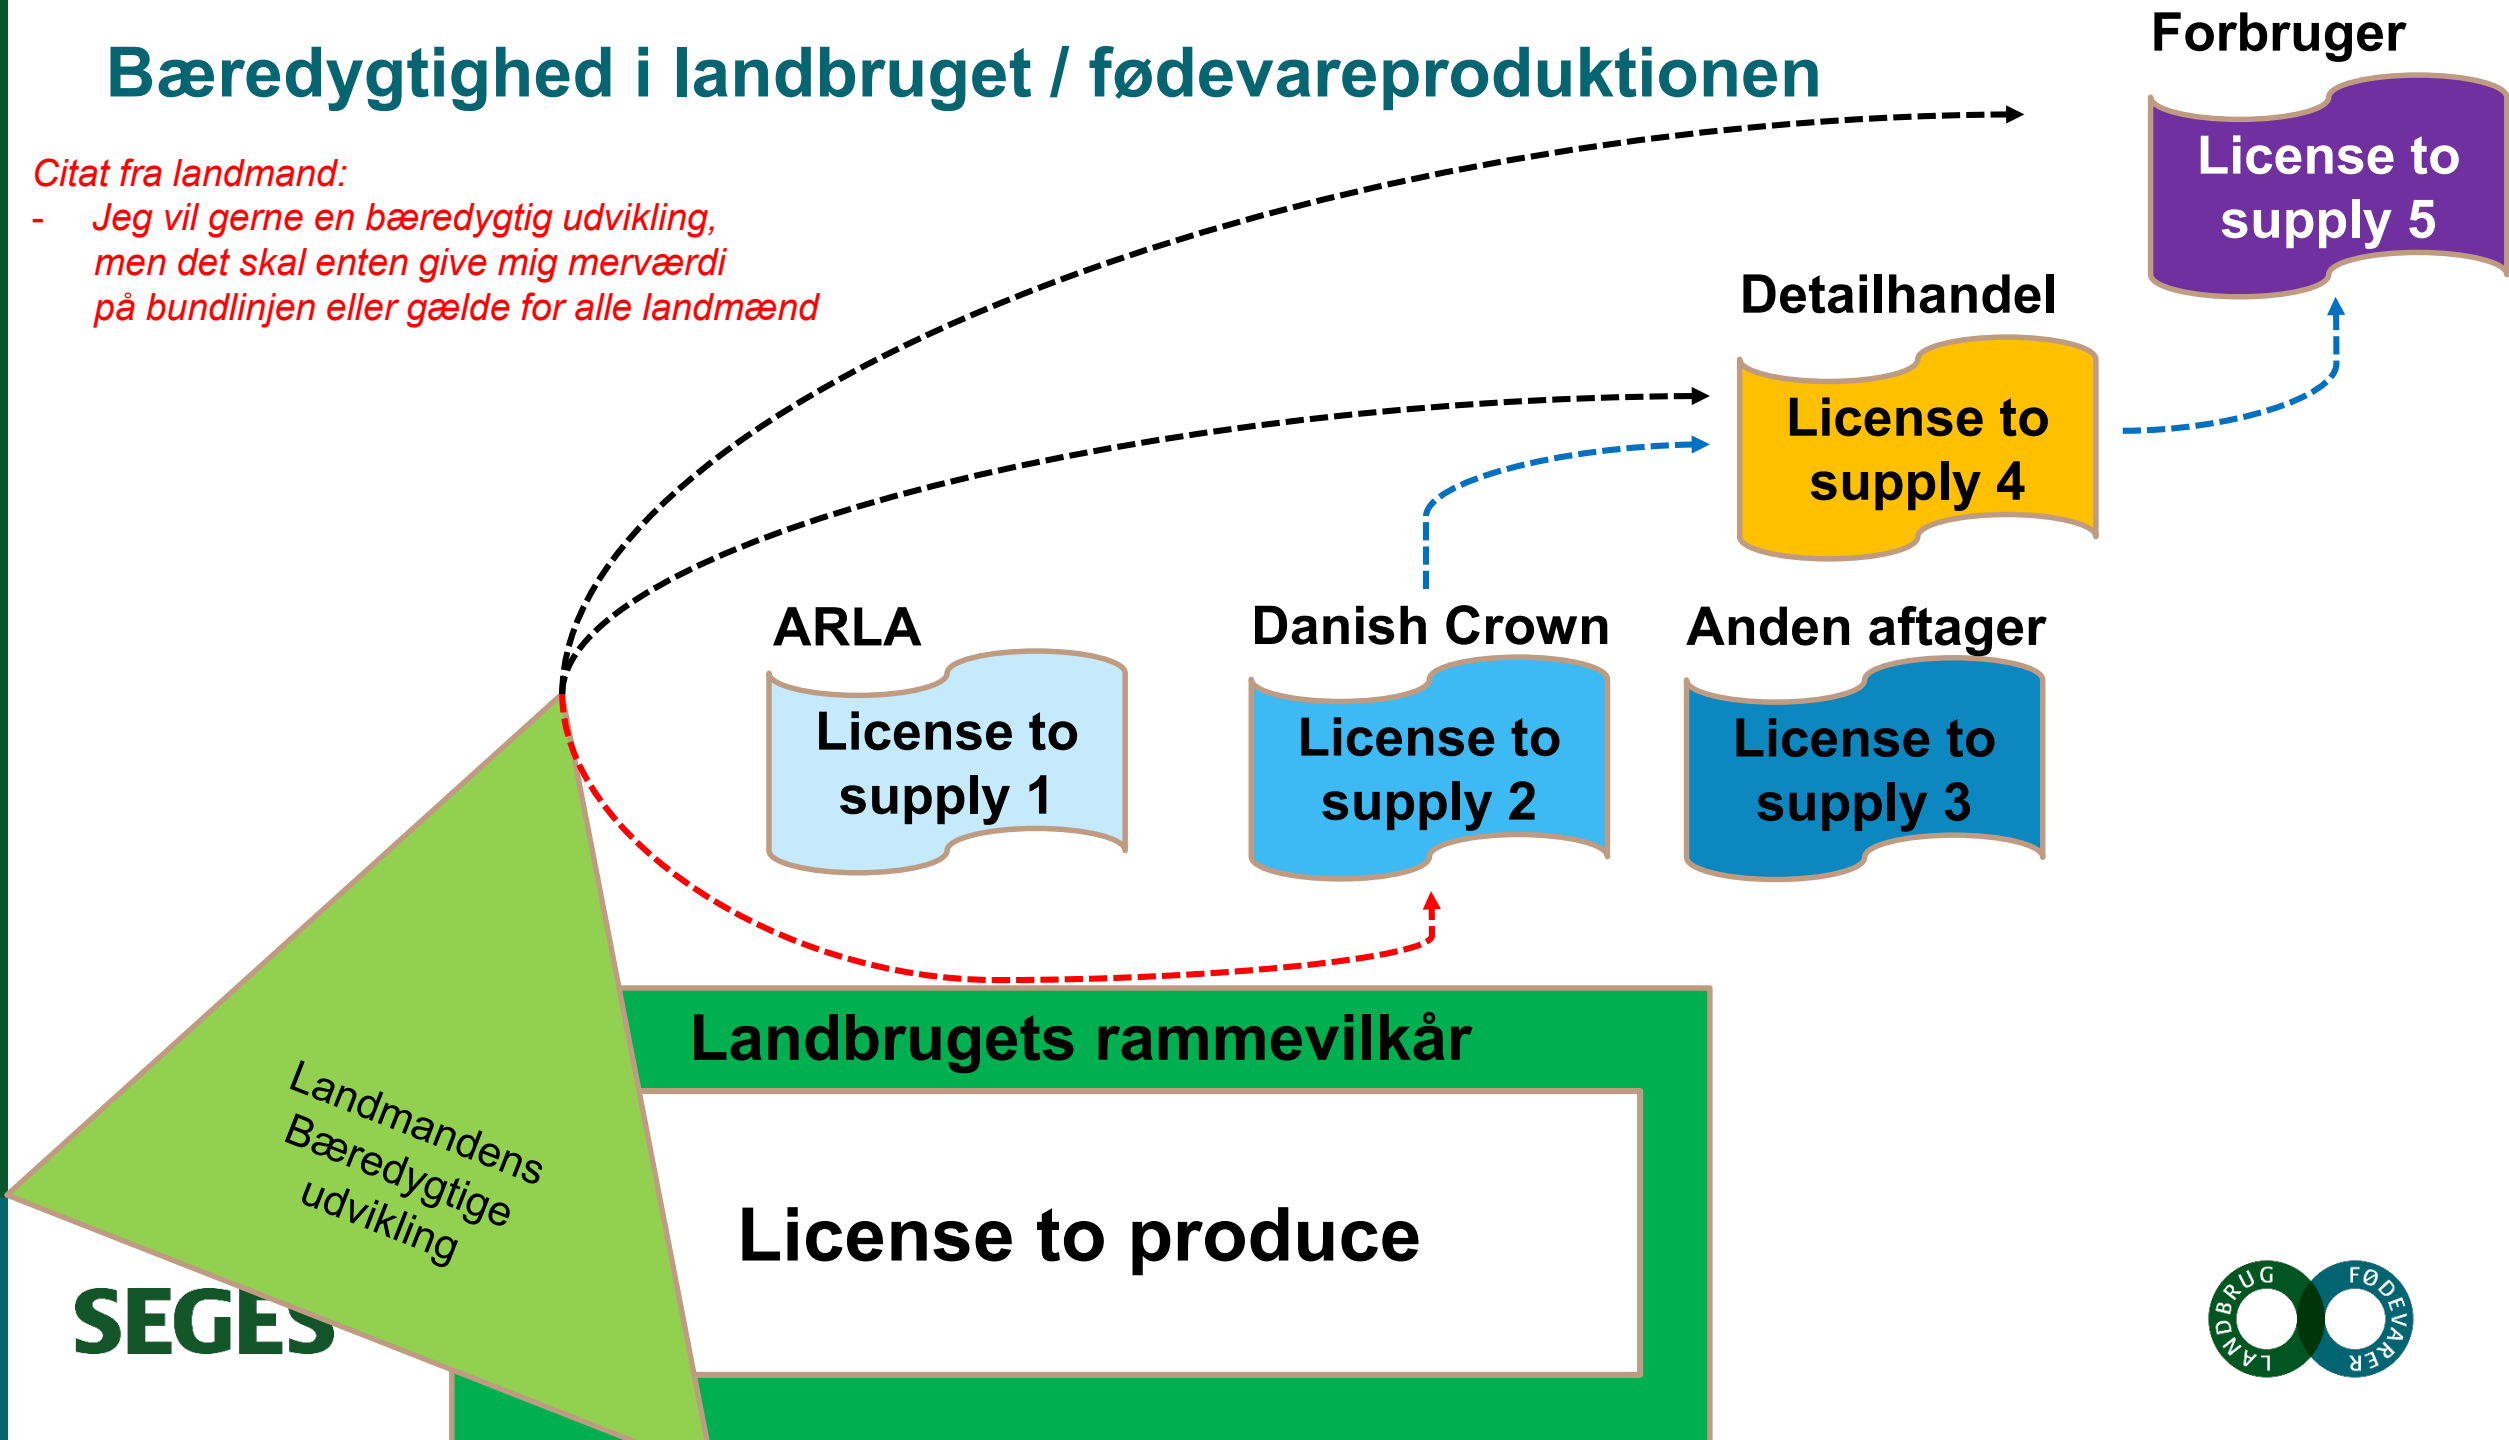 Bæredygtighed i landbruget / fødevareproduktionen
Citat fra landmand:
- Jeg vil gerne en bæredygtig udvikling,
men det skal enten give mig merværdi
på bundlinjen eller gælde for alle landmænd
Forbruger
License to
supply 5
Detailhandel
License to
supply 4
ARLA
License to
supply 1
Danish Crown
License to
supply 2
Anden aftager
License to
supply 3
Landbrugets rammevilkår
License to produce
Landmandens
Bæredygtige
udvikling
SEGES
LANDBRUG
FØDEVARER